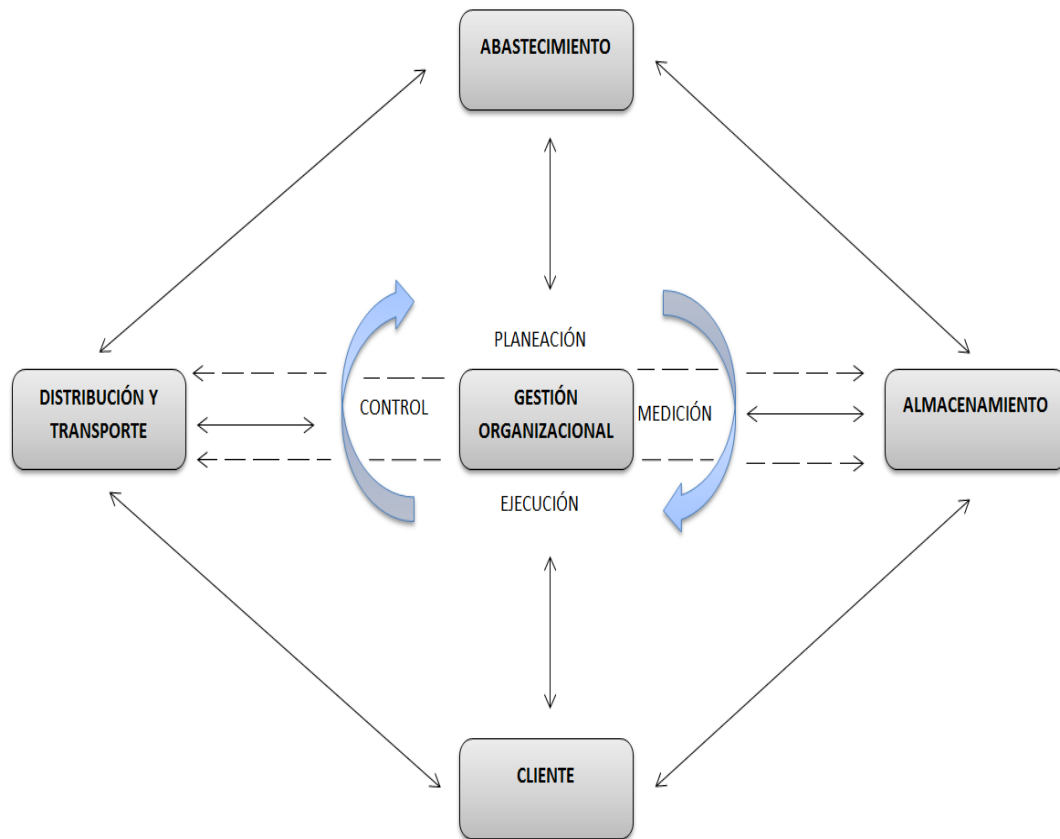 ABASTECIMIENTO
PLANEACIÓN
DISTRIBUCIÓN Y
TRANSPORTE
CONTROL
GESTIÓN
ORGANIZACIONAL
MEDICIÓN
ALMACENAMIENTO
EJECUCIÓN
CLIENTE